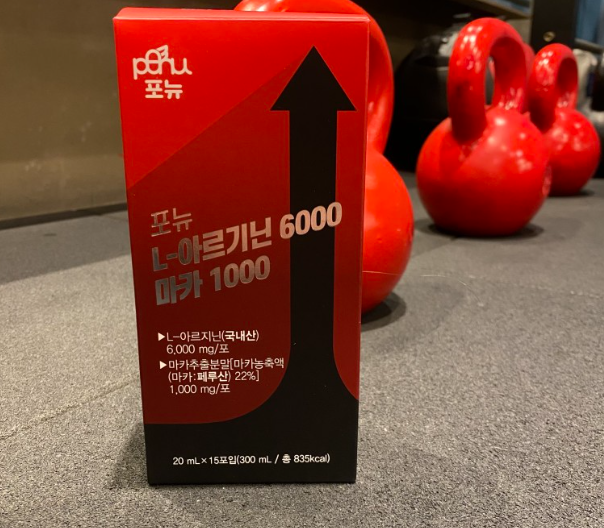 pоhu
포뉴
포뉴
L-아르기닌 6000
마카 1000
▶L-아르지닌(국내산)
6,000 mg/포
▶마카추출분말[마카농축액
(마카:페루산) 22%]
1,000 mg/포
20 mL×15포입(300 mL / 총 835kcal)